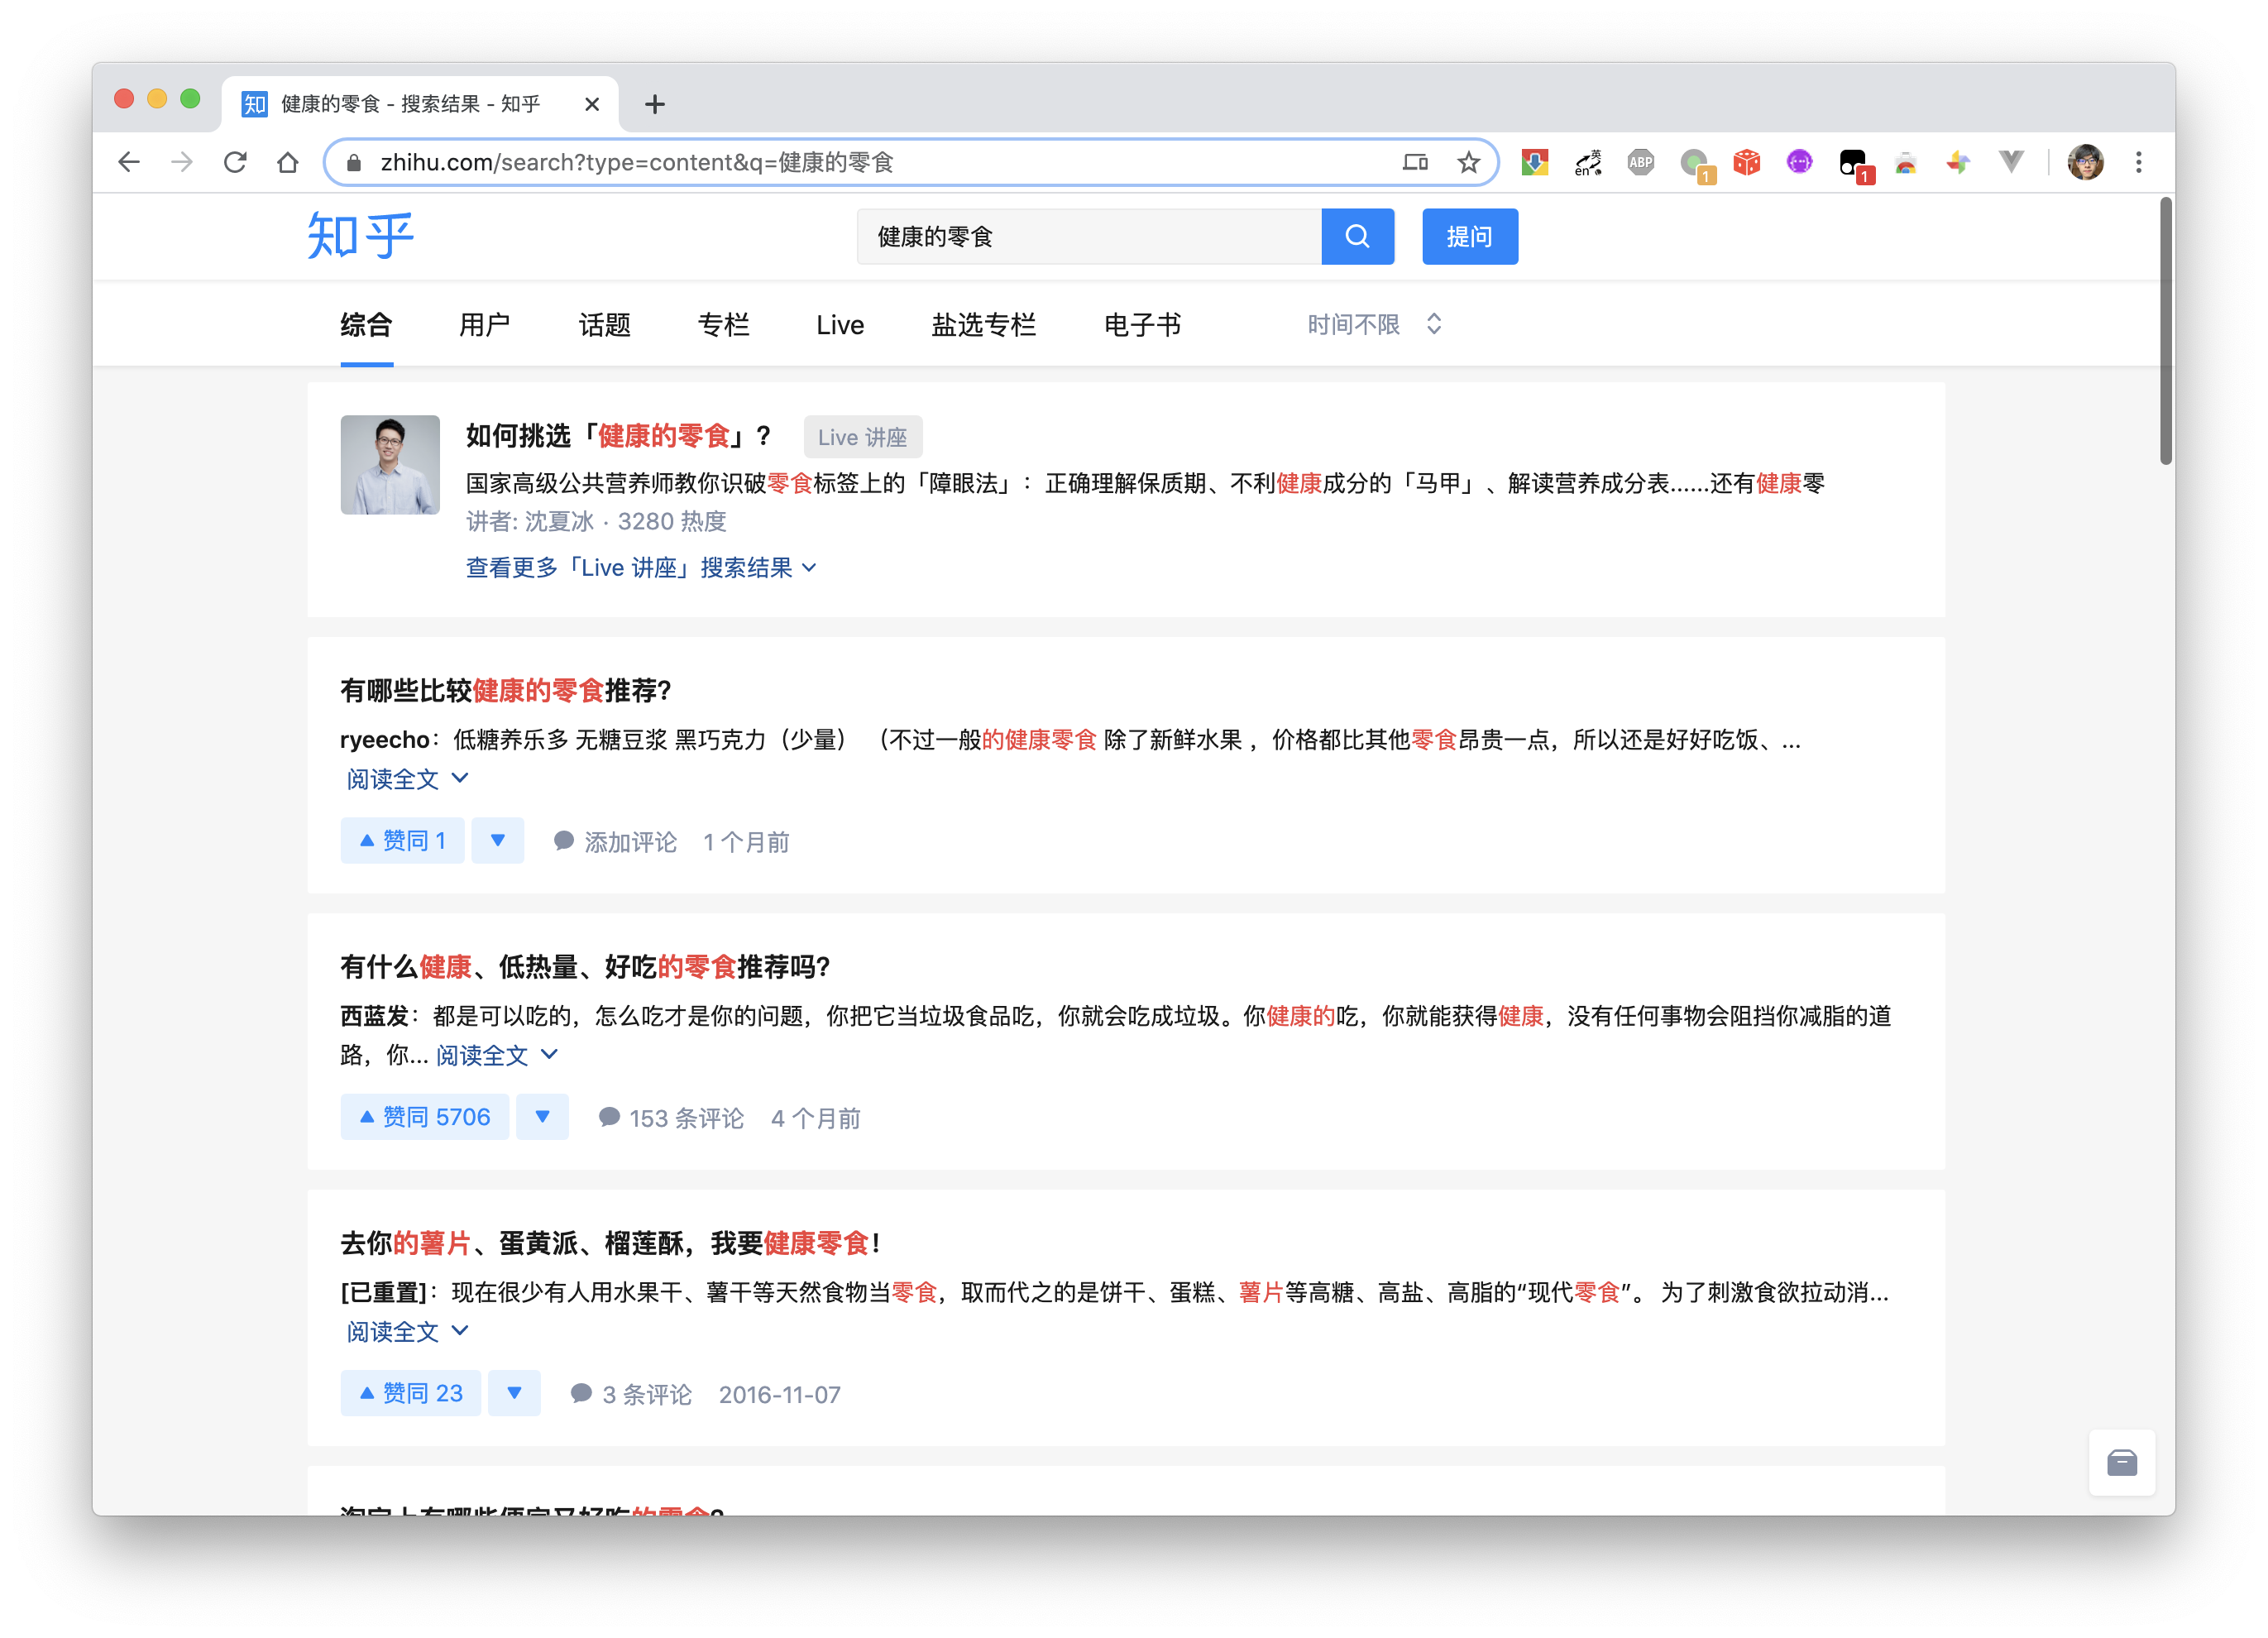 知 健康的零食 - 搜索结果 - 知乎
zhihu.com/search?type=content&q=健康的零食
英
en
ABP
1
1
知乎
健康的零食
提问
综合 用户 话题 专栏 Live 盐选专栏 电子书 时间不限
如何挑选「健康的零食」? Live 讲座
国家高级公共营养师教你识破零食标签上的「障眼法」：正确理解保质期、不利健康成分的「马甲」、解读营养成分表......还有健康零
讲者: 沈夏冰 · 3280 热度
查看更多「Live 讲座」搜索结果
有哪些比较健康的零食推荐?
ryeecho：低糖养乐多 无糖豆浆 黑巧克力（少量） （不过一般的健康零食 除了新鲜水果 ，价格都比其他零食昂贵一点，所以还是好好吃饭、...
阅读全文
赞同 1 添加评论 1 个月前
有什么健康、低热量、好吃的零食推荐吗?
西蓝发：都是可以吃的，怎么吃才是你的问题，你把它当垃圾食品吃，你就会吃成垃圾。你健康的吃，你就能获得健康，没有任何事物会阻挡你减脂的道
路，你... 阅读全文
赞同 5706 153 条评论 4 个月前
去你的薯片、蛋黄派、榴莲酥，我要健康零食！
[已重置]：现在很少有人用水果干、薯干等天然食物当零食，取而代之的是饼干、蛋糕、薯片等高糖、高盐、高脂的“现代零食”。 为了刺激食欲拉动消...
阅读全文
赞同 23 3 条评论 2016-11-07
淘宝上有哪些便宜又好吃的零食?